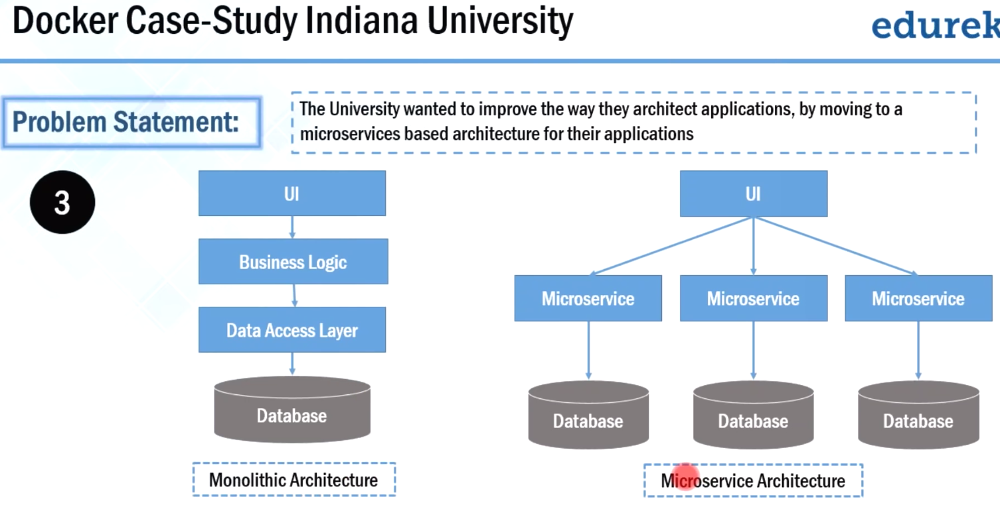 Docker Case-Study Indiana University
edurek
Problem Statement:
The University wanted to improve the way they architect applications, by moving to a
microservices based architecture for their applications
3
UI
Business Logic
Data Access Layer
Database
Monolithic Architecture
UI
Microservice
Microservice
Microservice
Database
Database
Database
Microservice Architecture